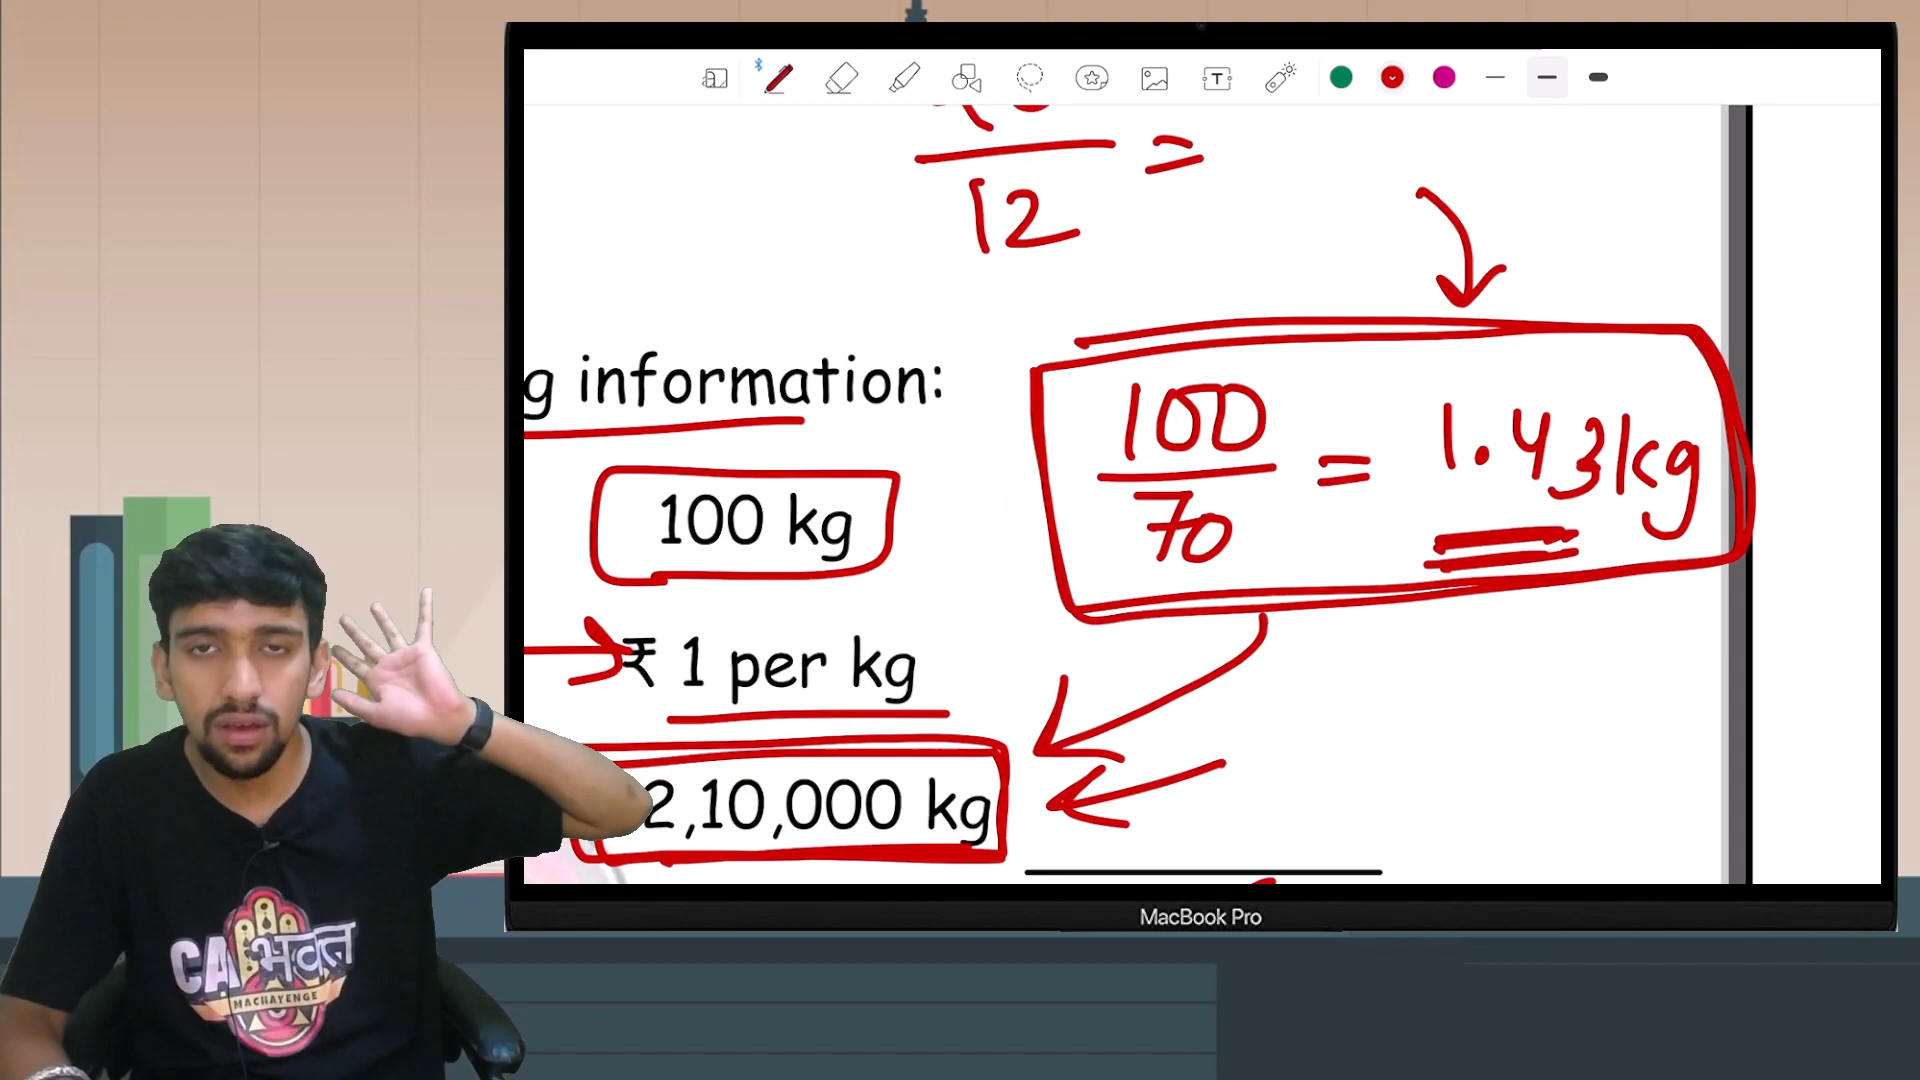 12 =
g information:
100/70 = 1.43kg
100 kg
₹ 1 per kg
2,10,000 kg
MacBook Pro
CA भक्त
MACHAYENGE